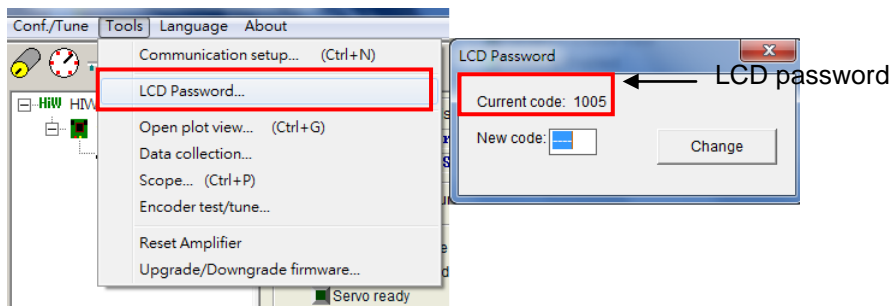 Conf./Tune Tools Language About
Communication setup... (Ctrl+N)
LCD Password...
Open plot view... (Ctrl+G)
Data collection...
Scope... (Ctrl+P)
Encoder test/tune...
Reset Amplifier
Upgrade/Downgrade firmware...
HiW HIW
Servo ready
LCD Password
Current code: 1005
New code: ----
Change
LCD password